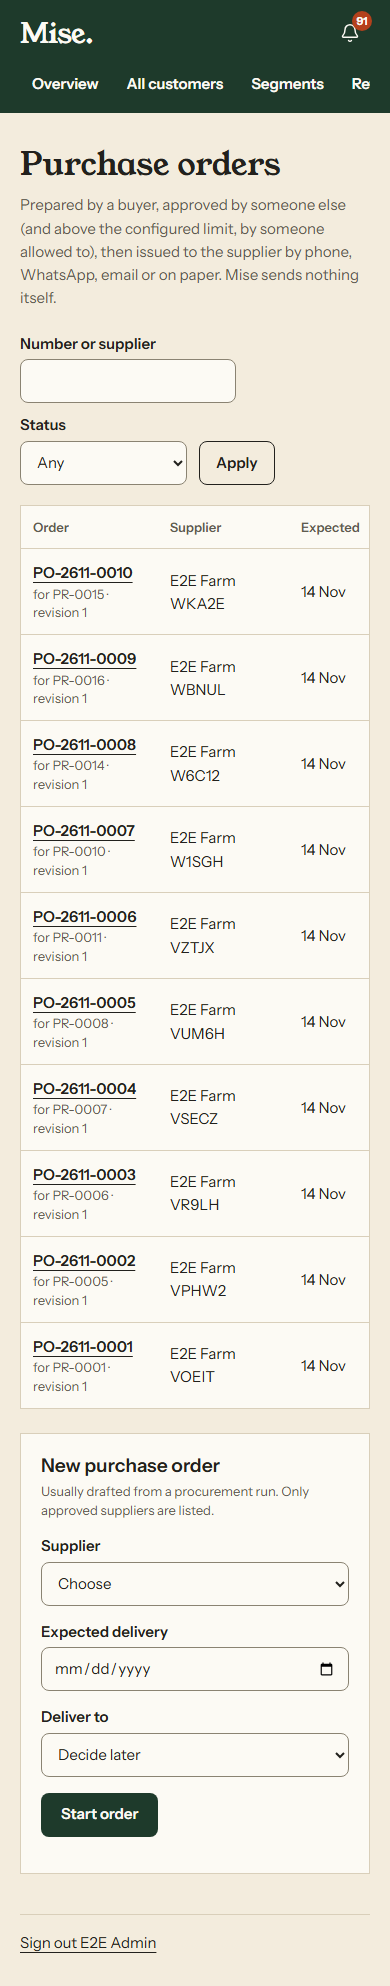 Mise.
91
Overview All customers Segments Re
Purchase orders
Prepared by a buyer, approved by someone else
(and above the configured limit, by someone
allowed to), then issued to the supplier by phone,
WhatsApp, email or on paper. Mise sends nothing
itself.
Number or supplier
Status
Any Apply
Order Supplier Expected
PO-2611-0010
for PR-0015 ·
revision 1
E2E Farm
WKA2E
14 Nov
PO-2611-0009
for PR-0016 ·
revision 1
E2E Farm
WBNUL
14 Nov
PO-2611-0008
for PR-0014 ·
revision 1
E2E Farm
W6C12
14 Nov
PO-2611-0007
for PR-0010 ·
revision 1
E2E Farm
W1SGH
14 Nov
PO-2611-0006
for PR-0011 ·
revision 1
E2E Farm
VZTJX
14 Nov
PO-2611-0005
for PR-0008 ·
revision 1
E2E Farm
VUM6H
14 Nov
PO-2611-0004
for PR-0007 ·
revision 1
E2E Farm
VSECZ
14 Nov
PO-2611-0003
for PR-0006 ·
revision 1
E2E Farm
VR9LH
14 Nov
PO-2611-0002
for PR-0005 ·
revision 1
E2E Farm
VPHW2
14 Nov
PO-2611-0001
for PR-0001 ·
revision 1
E2E Farm
VOEIT
14 Nov
New purchase order
Usually drafted from a procurement run. Only
approved suppliers are listed.
Supplier
Choose
Expected delivery
mm/dd/yyyy
Deliver to
Decide later
Start order
Sign out E2E Admin